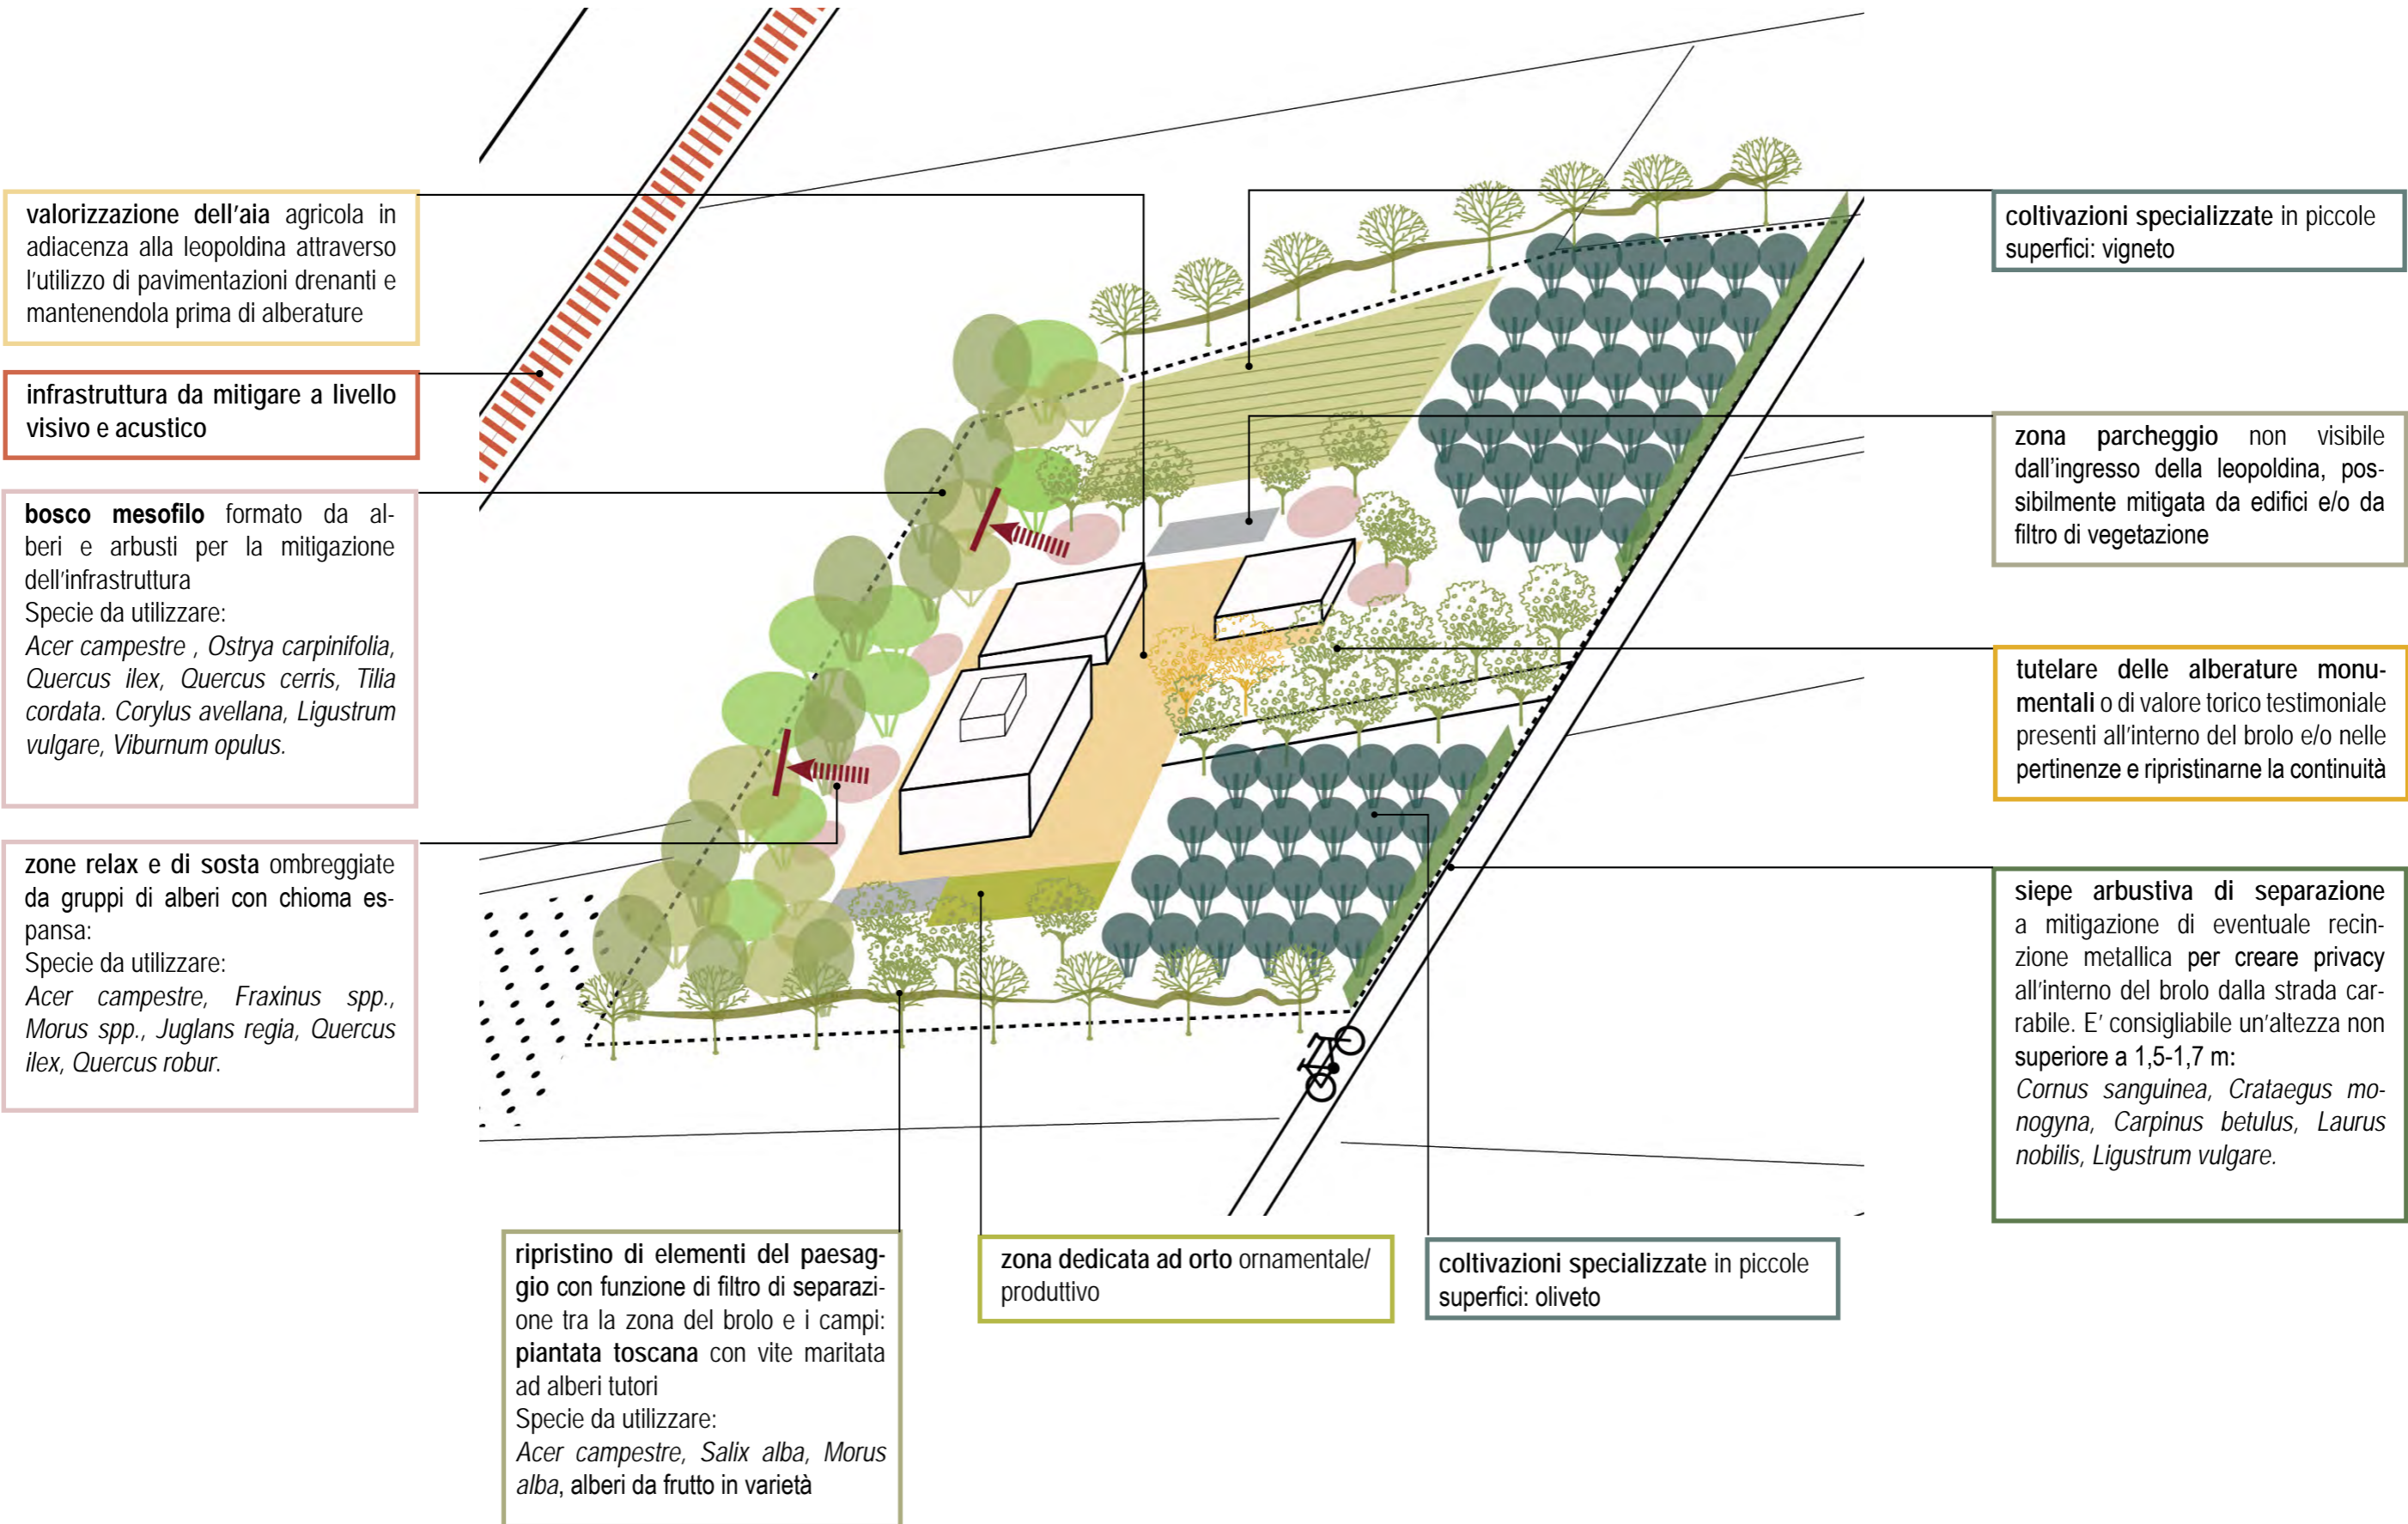 valorizzazione dell'aia agricola in
adiacenza alla leopoldina attraverso
l'utilizzo di pavimentazioni drenanti e
mantenendola prima di alberature
infrastruttura da mitigare a livello
visivo e acustico
bosco mesofilo formato da al-
beri e arbusti per la mitigazione
dell'infrastruttura
Specie da utilizzare:
Acer campestre , Ostrya carpinifolia,
Quercus ilex, Quercus cerris, Tilia
cordata. Corylus avellana, Ligustrum
vulgare, Viburnum opulus.
zone relax e di sosta ombreggiate
da gruppi di alberi con chioma es-
pansa:
Specie da utilizzare:
Acer campestre, Fraxinus spp.,
Morus spp., Juglans regia, Quercus
ilex, Quercus robur.
ripristino di elementi del paesag-
gio con funzione di filtro di separazi-
one tra la zona del brolo e i campi:
piantata toscana con vite maritata
ad alberi tutori
Specie da utilizzare:
Acer campestre, Salix alba, Morus
alba, alberi da frutto in varietà
zona dedicata ad orto ornamentale/
produttivo
coltivazioni specializzate in piccole
superfici: oliveto
coltivazioni specializzate in piccole
superfici: vigneto
zona parcheggio non visibile
dall'ingresso della leopoldina, pos-
sibilmente mitigata da edifici e/o da
filtro di vegetazione
tutelare delle alberature monu-
mentali o di valore torico testimoniale
presenti all'interno del brolo e/o nelle
pertinenze e ripristinarne la continuità
siepe arbustiva di separazione
a mitigazione di eventuale recin-
zione metallica per creare privacy
all'interno del brolo dalla strada car-
rabile. E' consigliabile un'altezza non
superiore a 1,5-1,7 m:
Cornus sanguinea, Crataegus mo-
nogyna, Carpinus betulus, Laurus
nobilis, Ligustrum vulgare.